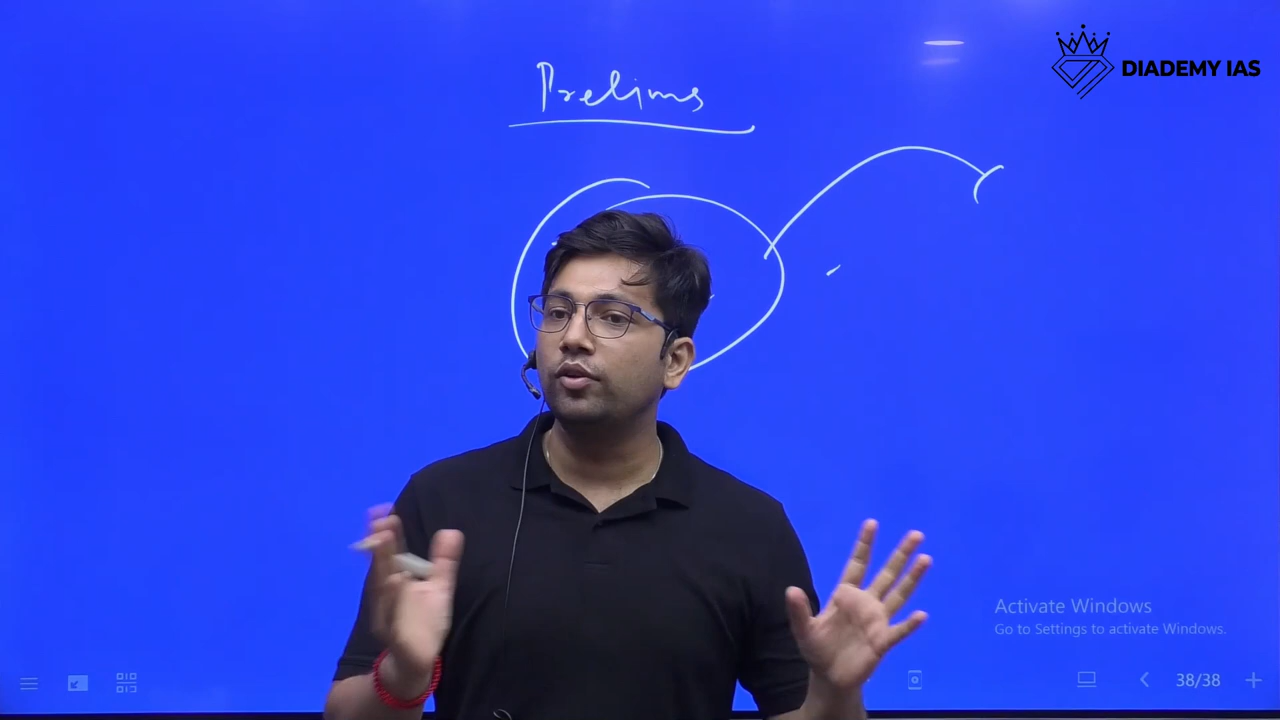 DIADEMY IAS
Prelims
Activate Windows
Go to Settings to activate Windows.
38/38